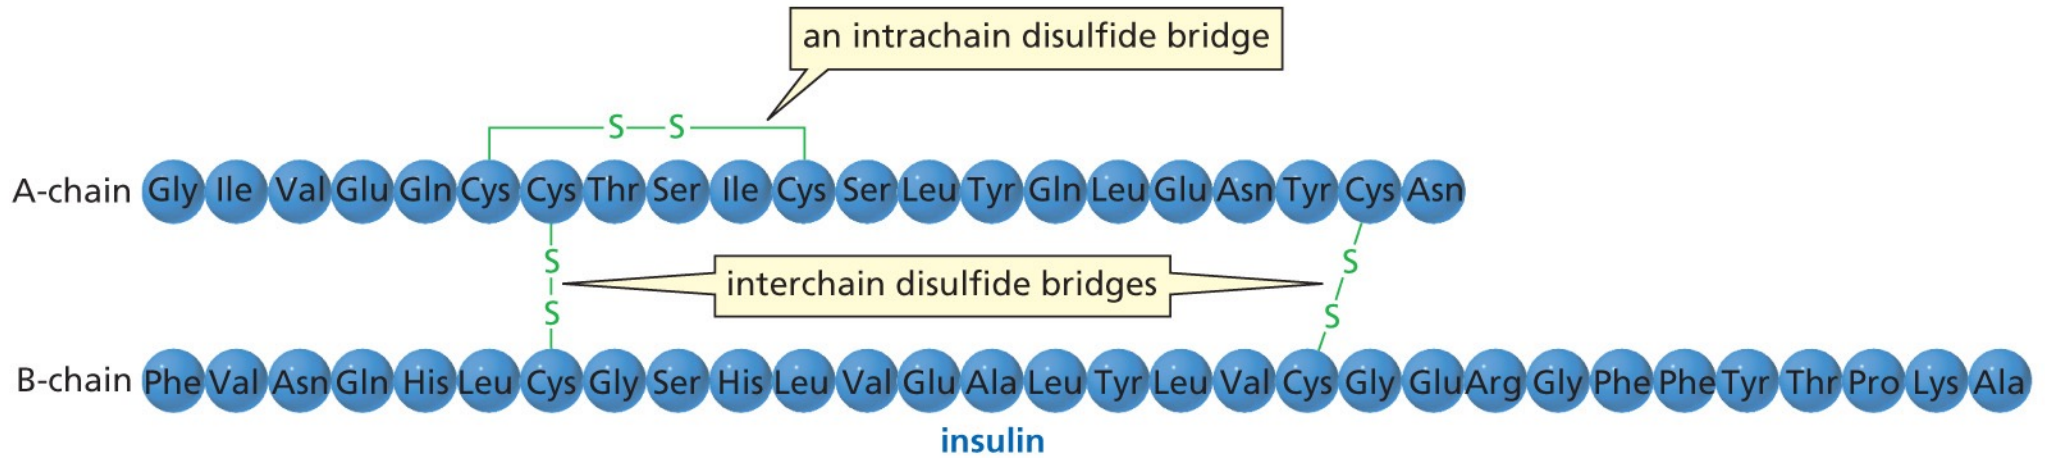 an intrachain disulfide bridge
S S
A-chain Gly Ile Val Glu Gln Cys Cys Thr Ser Ile Cys Ser Leu Tyr Gln Leu Glu Asn Tyr Cys Asn
S S
interchain disulfide bridges
S S
B-chain Phe Val Asn Gln His Leu Cys Gly Ser His Leu Val Glu Ala Leu Tyr Leu Val Cys Gly Glu Arg Gly Phe Phe Tyr Thr Pro Lys Ala
insulin